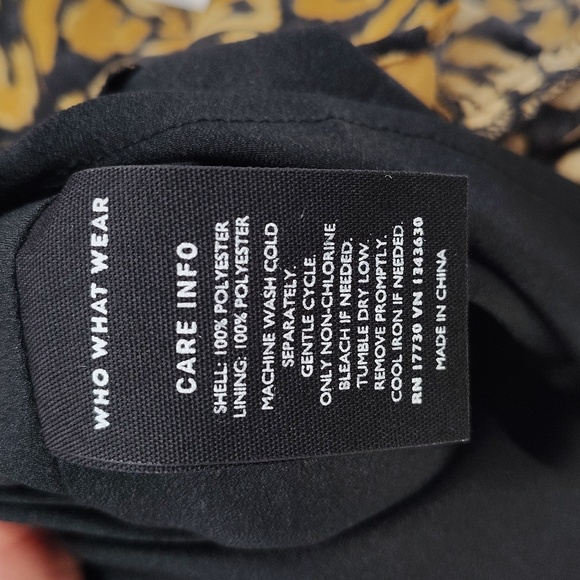 WHO WHAT WEAR
CARE INFO
SHELL: 100% POLYESTER
LINING: 100% POLYESTER
MACHINE WASH COLD
SEPARATELY.
GENTLE CYCLE.
ONLY NON-CHLORINE
BLEACH IF NEEDED.
TUMBLE DRY LOW.
REMOVE PROMPTLY.
COOL IRON IF NEEDED.
RN 17730 VN 1343630
MADE IN CHINA